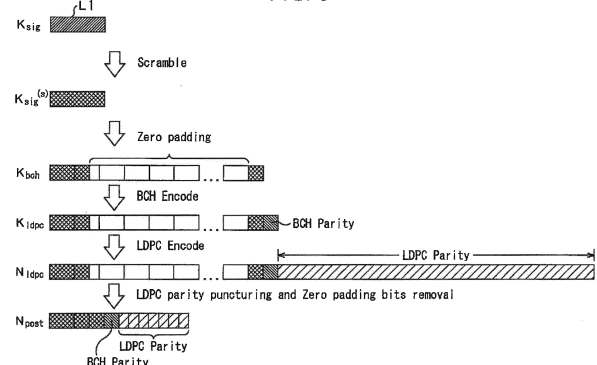 L1
Ksig
Scramble
Ksig(s)
Zero padding
Kbch
...
BCH Encode
Kldpc
...
BCH Parity
LDPC Encode
LDPC Parity
Nldpc
...
LDPC parity puncturing and Zero padding bits removal
Npost
LDPC Parity
BCH Parity